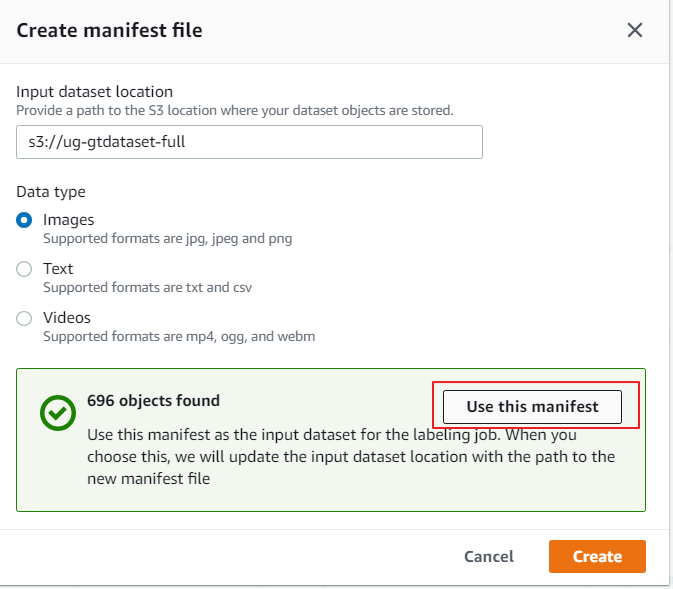 Create manifest file
Input dataset location
Provide a path to the S3 location where your dataset objects are stored.
s3://ug-gtdataset-full
Data type
Images
Supported formats are jpg, jpeg and png
Text
Supported formats are txt and csv
Videos
Supported formats are mp4, ogg, and webm
696 objects found
Use this manifest
Use this manifest as the input dataset for the labeling job. When you
choose this, we will update the input dataset location with the path to the
new manifest file
Cancel
Create